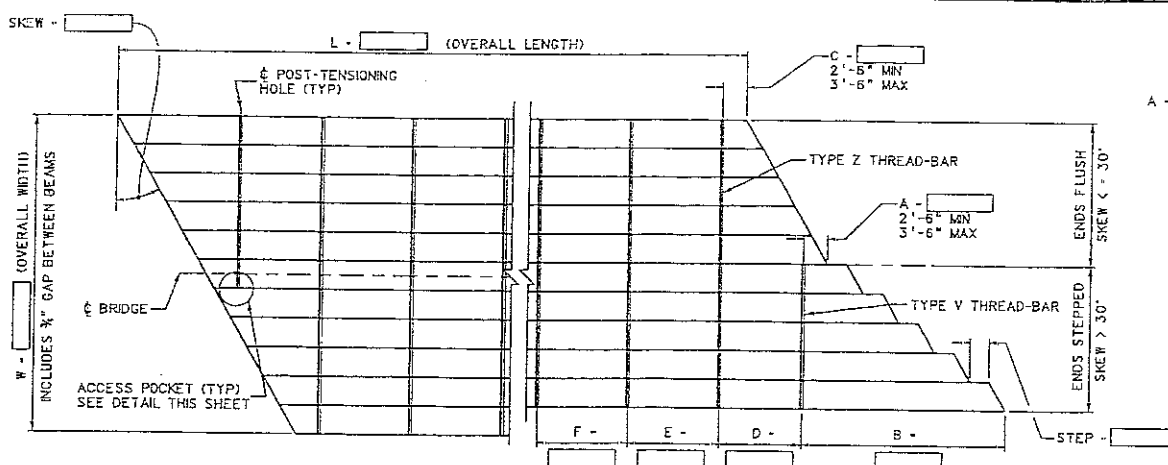 SKEW -
L - (OVERALL LENGTH)
C -
2'-6" MIN
3'-6" MAX
A -
℄ POST-TENSIONING
HOLE (TYP)
TYPE Z THREAD-BAR
A -
2'-6" MIN
3'-6" MAX
ENDS FLUSH
SKEW < = 30°
W - (OVERALL WIDTH)
INCLUDES ¾" GAP BETWEEN BEAMS
℄ BRIDGE
TYPE V THREAD-BAR
ENDS STEPPED
SKEW > 30°
ACCESS POCKET (TYP)
SEE DETAIL THIS SHEET
F -
E -
D -
B -
STEP -